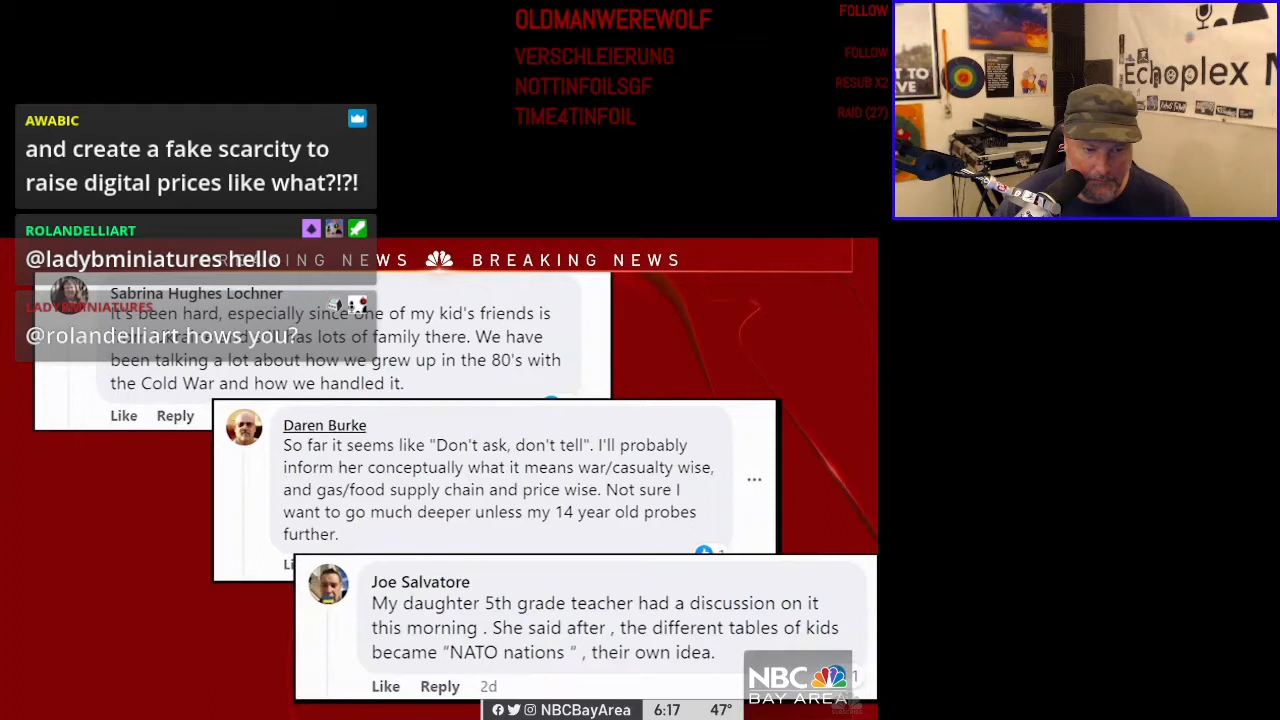 OLDMANWEREWOLF
FOLLOW
VERSCHLEIERUNG
FOLLOW
NOTTINFOILSGF
RESUB X2
TIME4TINFOIL
RAID (27)
Echoplex M
AWABIC
and create a fake scarcity to
raise digital prices like what?!?!
ROLANDELLIART
@ladybminiatures hello
NEWS BREAKING NEWS
LADYBMINIATURES
@rolandelliart hows you?
Sabrina Hughes Lochner
It's been hard, especially since one of my kid's friends is
as lots of family there. We have
been talking a lot about how we grew up in the 80's with
the Cold War and how we handled it.
Like Reply
Daren Burke
So far it seems like "Don't ask, don't tell". I'll probably
inform her conceptually what it means war/casualty wise,
and gas/food supply chain and price wise. Not sure I
want to go much deeper unless my 14 year old probes
further.
Joe Salvatore
My daughter 5th grade teacher had a discussion on it
this morning . She said after , the different tables of kids
became “NATO nations “ , their own idea.
Like Reply 2d
NBC
BAY AREA
NBCBayArea 6:17 47°